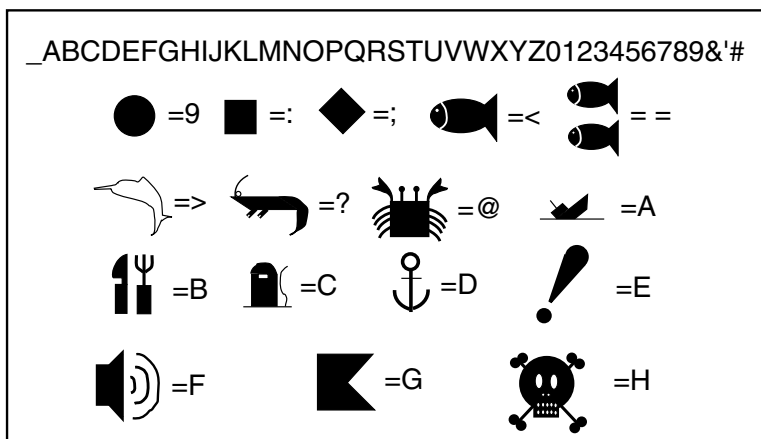 _ABCDEFGHIJKLMNOPQRSTUVWXYZ0123456789&'#
=9 =: =; =< = =
=> =? =@ =A
=B =C =D =E
=F =G =H